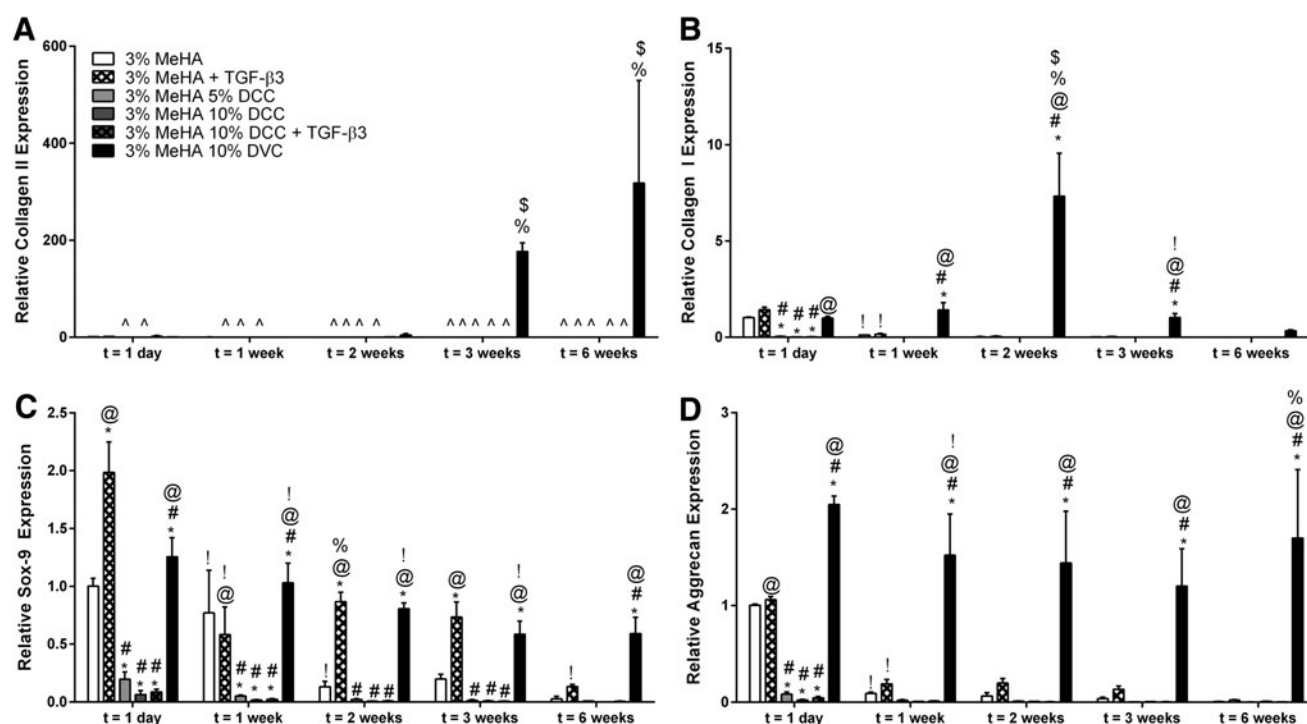 A
Relative Collagen II Expression
600
400
200
0
3% MeHA
3% MeHA + TGF-β3
3% MeHA 5% DCC
3% MeHA 10% DCC
3% MeHA 10% DCC + TGF-β3
3% MeHA 10% DVC
$
%
$
%
^ ^ ^ ^ ^ ^ ^ ^ ^ ^ ^ ^ ^ ^ ^ ^ ^ ^ ^
t = 1 day t = 1 week t = 2 weeks t = 3 weeks t = 6 weeks
B
Relative Collagen I Expression
15
10
5
0
# # # @
* * *
! !
@
#
*
$
%
@
#
*
!
@
#
*
t = 1 day t = 1 week t = 2 weeks t = 3 weeks t = 6 weeks
C
Relative Sox-9 Expression
2.5
2.0
1.5
1.0
0.5
0.0
@
*
# # #
* * *
@
#
*
!
!
@
# # #
* * *
!
@
#
*
!
%
@
*
# # #
!
@
*
@
*
# # #
!
@
*
!
@
#
*
t = 1 day t = 1 week t = 2 weeks t = 3 weeks t = 6 weeks
D
Relative Aggrecan Expression
3
2
1
0
@
# # #
* * *
@
#
*
! !
!
@
#
*
@
#
*
@
#
*
%
@
#
*
t = 1 day t = 1 week t = 2 weeks t = 3 weeks t = 6 weeks